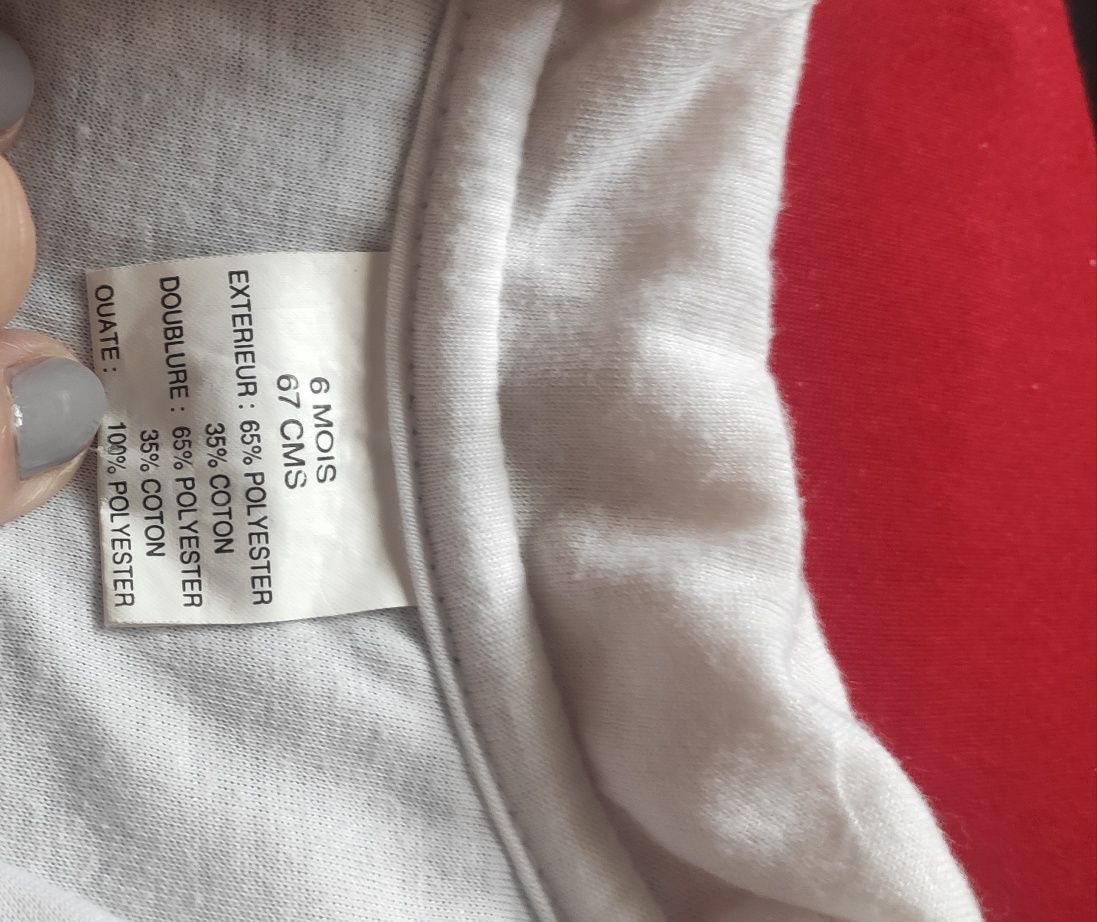 6 MOIS
67 CMS
EXTERIEUR : 65% POLYESTER
35% COTON
DOUBLURE : 65% POLYESTER
35% COTON
OUATE : 100% POLYESTER